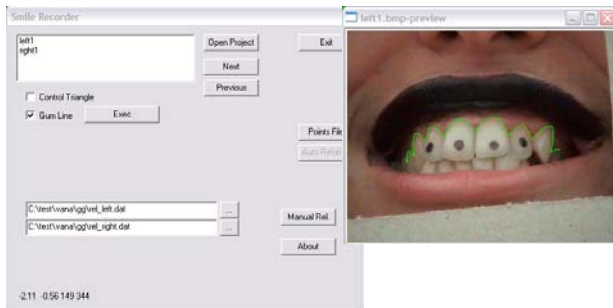 Smile Recorder
left1.bmp-preview
left1
right1
Open Project
Exit
Next
Previous
Control Triangle
Gum Line
Exec
Points File
Auto Relati
C:\test\vana\gg\rel_left.dat
...
C:\test\vana\gg\rel_right.dat
...
Manual Rel.
About
-2.11 -0.56 149 344